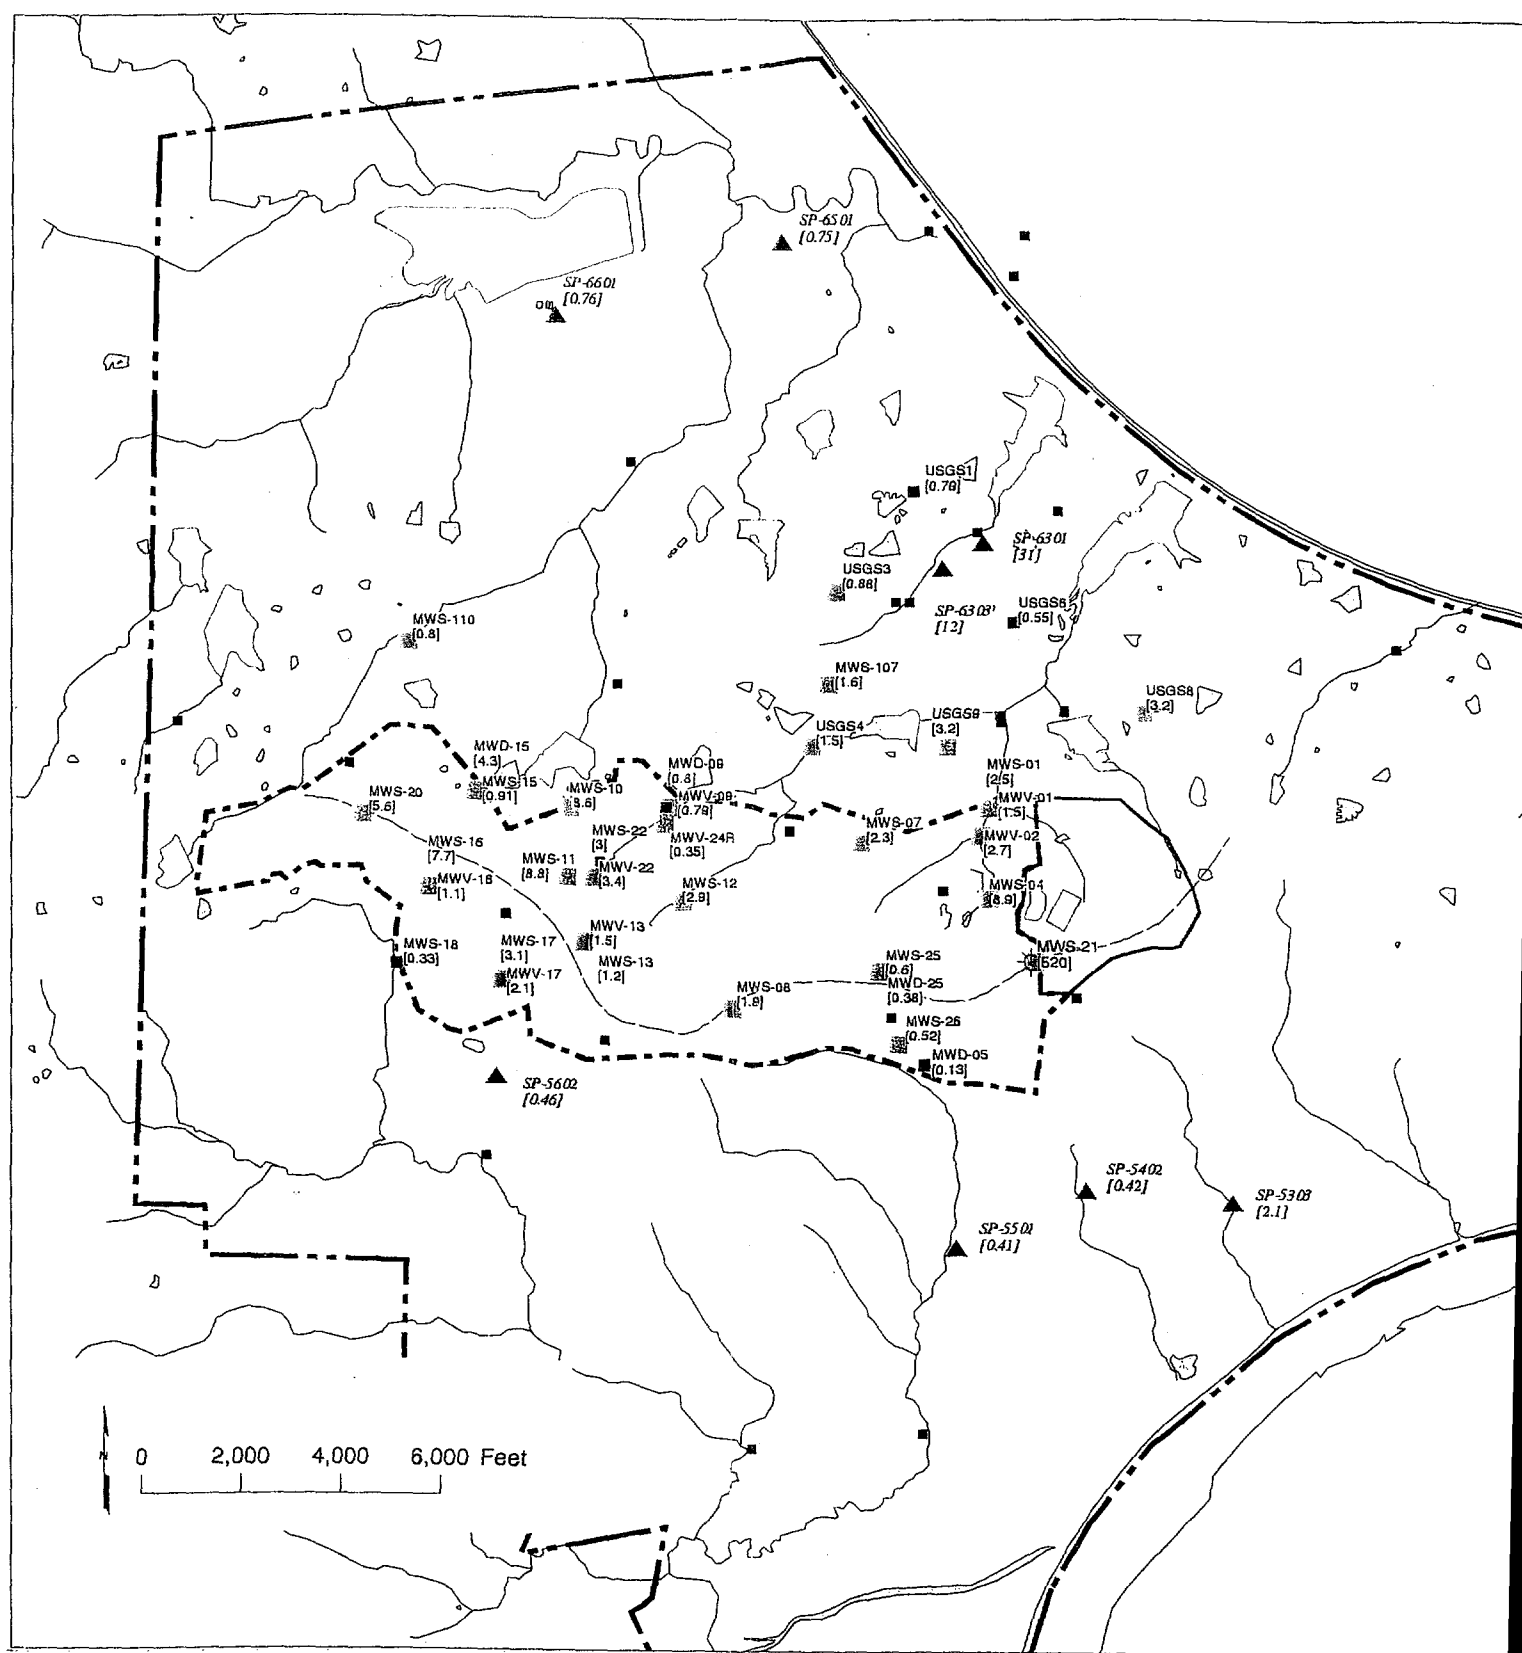 SP-6501
[0.75]
SP-6601
[0.76]
USGS1
[0.78]
SP-6301
[31]
USGS3
[0.88]
SP-6303
[12]
USGS6
[0.55]
MWS-110
[0.8]
MWS-107
[1.6]
USGS8
[3.2]
USGS4
[1.5]
USGS9
[3.2]
MWD-15
[4.3]
MWS-15
[0.91]
MWD-09
[0.8]
MWS-01
[2.5]
MWS-20
[5.6]
MWS-10
[8.6]
MWV-09
[0.79]
MWV-01
[1.5]
MWS-16
[7.7]
MWS-22
[3]
MWV-24R
[0.35]
MWS-07
[2.3]
MWV-02
[2.7]
MWV-16
[1.1]
MWS-11
[8.8]
MWV-22
[3.4]
MWS-12
[2.9]
MWS-04
[8.9]
MWS-18
[0.33]
MWS-17
[3.1]
MWV-13
[1.5]
MWS-21
[520]
MWV-17
[2.1]
MWS-13
[1.2]
MWS-25
[0.6]
MWD-25
[0.38]
MWS-08
[1.9]
MWS-26
[0.52]
MWD-05
[0.13]
SP-5602
[0.46]
SP-5402
[0.42]
SP-5303
[2.1]
SP-5501
[0.41]
N
0 2,000 4,000 6,000 Feet